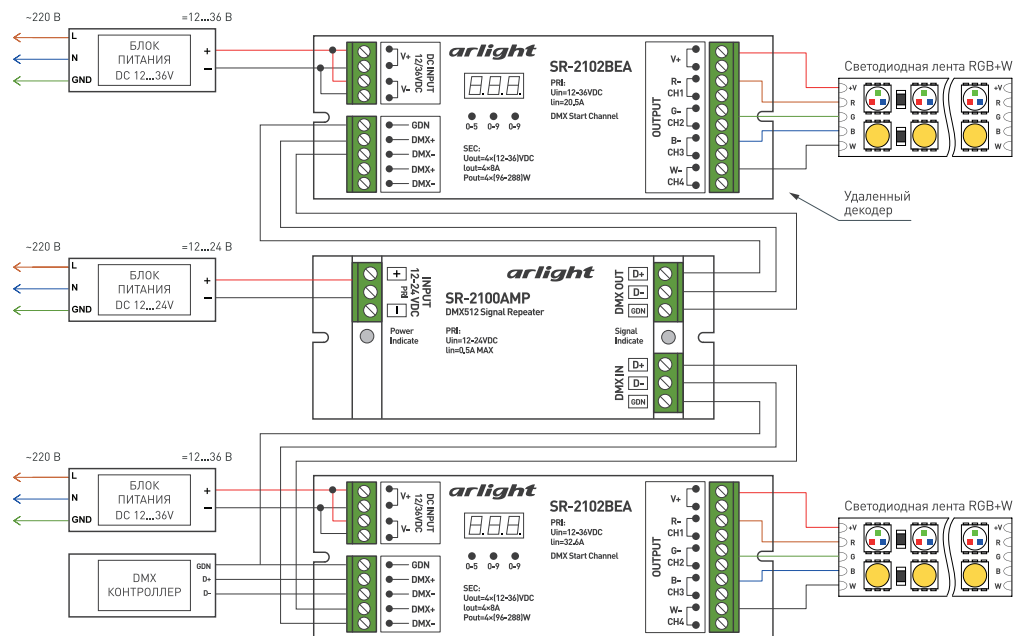 ~220 В
=12...36 В
L
N
GND
БЛОК
ПИТАНИЯ
DC 12...36V
+
−
V+
V-
DC INPUT
12/36VDC
GDN
DMX+
DMX-
DMX+
DMX-
arlight
SR-2102BEA
PRI:
Uin=12-36VDC
Iin=20,5A
DMX Start Channel
0-5 0-9 0-9
SEC:
Uout=4×(12-36)VDC
Iout=4×8A
Pout=4×(96-288)W
OUTPUT
V+
R-
CH1
G-
CH2
B-
CH3
W-
CH4
Светодиодная лента RGB+W
+V +V
R R
G G
B B
W W
Удаленный
декодер
~220 В
=12...24 В
L
N
GND
БЛОК
ПИТАНИЯ
DC 12...24V
+
−
+
−
INPUT
12-24 VDC
PRI
Power
Indicate
arlight
SR-2100AMP
DMX512 Signal Repeater
PRI:
Uin=12-24VDC
Iin=0,5A MAX
DMX OUT
D+
D-
GDN
Signal
Indicate
DMX IN
D+
D-
GDN
~220 В
=12...36 В
L
N
GND
БЛОК
ПИТАНИЯ
DC 12...36V
+
−
DMX
КОНТРОЛЛЕР
GDN
D+
D-
V+
V-
DC INPUT
12/36VDC
GDN
DMX+
DMX-
DMX+
DMX-
arlight
SR-2102BEA
PRI:
Uin=12-36VDC
Iin=32,6A
DMX Start Channel
0-5 0-9 0-9
SEC:
Uout=4×(12-36)VDC
Iout=4×8A
Pout=4×(96-288)W
OUTPUT
V+
R-
CH1
G-
CH2
B-
CH3
W-
CH4
Светодиодная лента RGB+W
+V +V
R R
G G
B B
W W